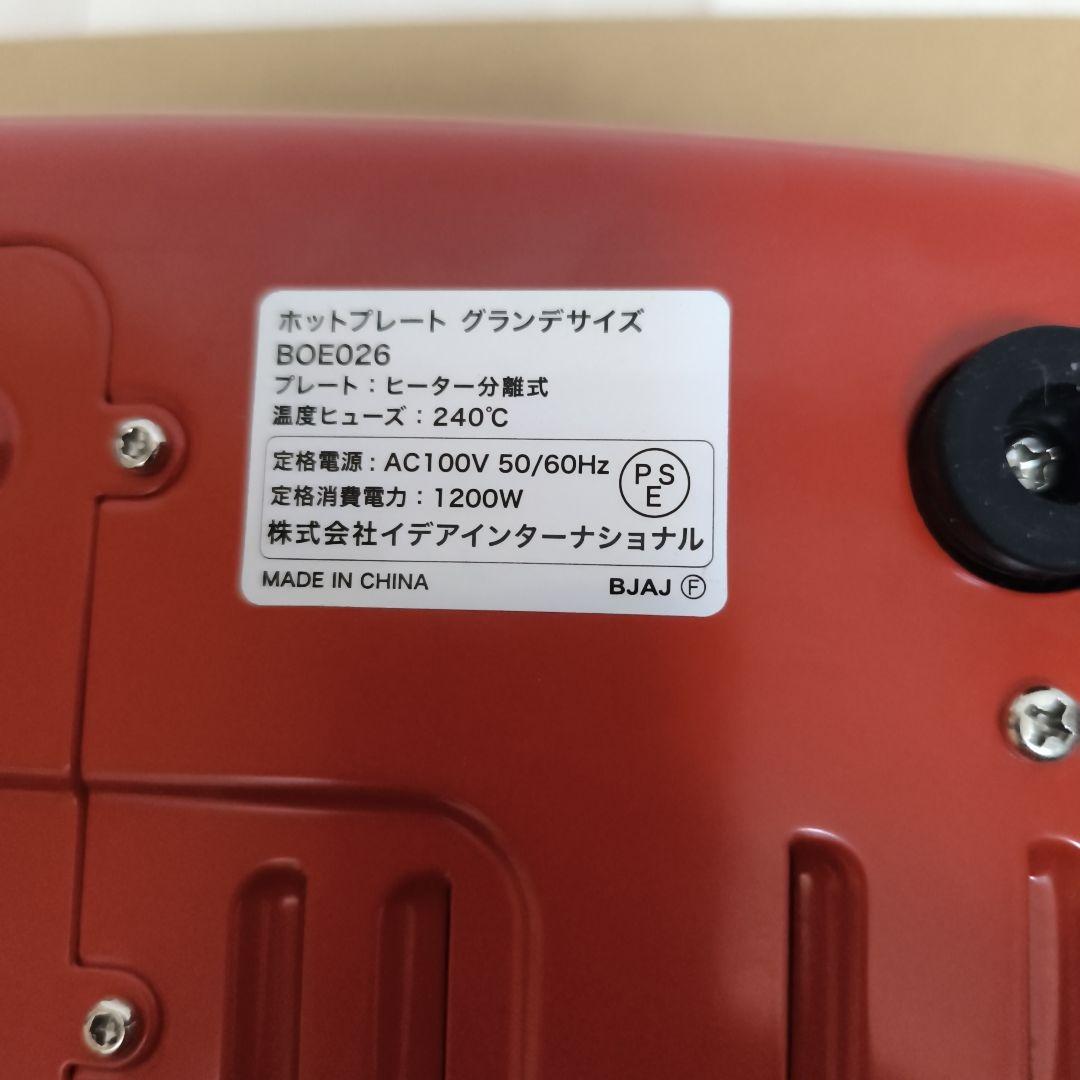 ホットプレート グランデサイズ
BOE026
プレート：ヒーター分離式
温度ヒューズ：240℃
定格電源：AC100V 50/60Hz
定格消費電力：1200W
PSE
株式会社イデアインターナショナル
MADE IN CHINA
BJAJ Ⓕ